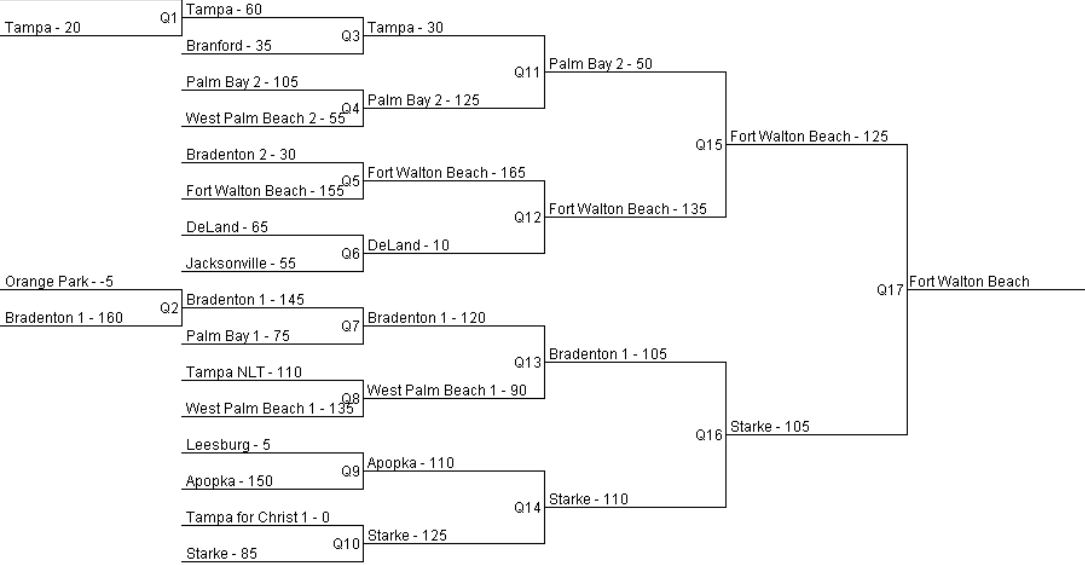 Tampa - 60
Q1
Tampa - 20
Tampa - 30
Q3
Branford - 35
Palm Bay 2 - 50
Q11
Palm Bay 2 - 105
Palm Bay 2 - 125
Q4
West Palm Beach 2 - 55
Fort Walton Beach - 125
Q15
Bradenton 2 - 30
Fort Walton Beach - 165
Q5
Fort Walton Beach - 155
Fort Walton Beach - 135
Q12
DeLand - 65
DeLand - 10
Q6
Jacksonville - 55
Orange Park - -5
Fort Walton Beach
Q17
Bradenton 1 - 145
Q2
Bradenton 1 - 160
Bradenton 1 - 120
Q7
Palm Bay 1 - 75
Bradenton 1 - 105
Q13
Tampa NLT - 110
West Palm Beach 1 - 90
Q8
West Palm Beach 1 - 135
Starke - 105
Q16
Leesburg - 5
Apopka - 110
Q9
Apopka - 150
Starke - 110
Q14
Tampa for Christ 1 - 0
Starke - 125
Q10
Starke - 85